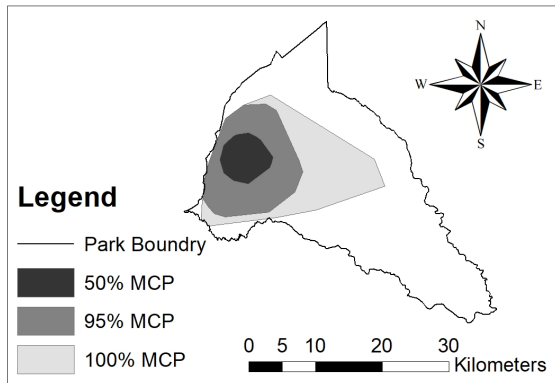 N
W E
S
Legend
Park Boundry
50% MCP
95% MCP
100% MCP
0 5 10 20 30
Kilometers